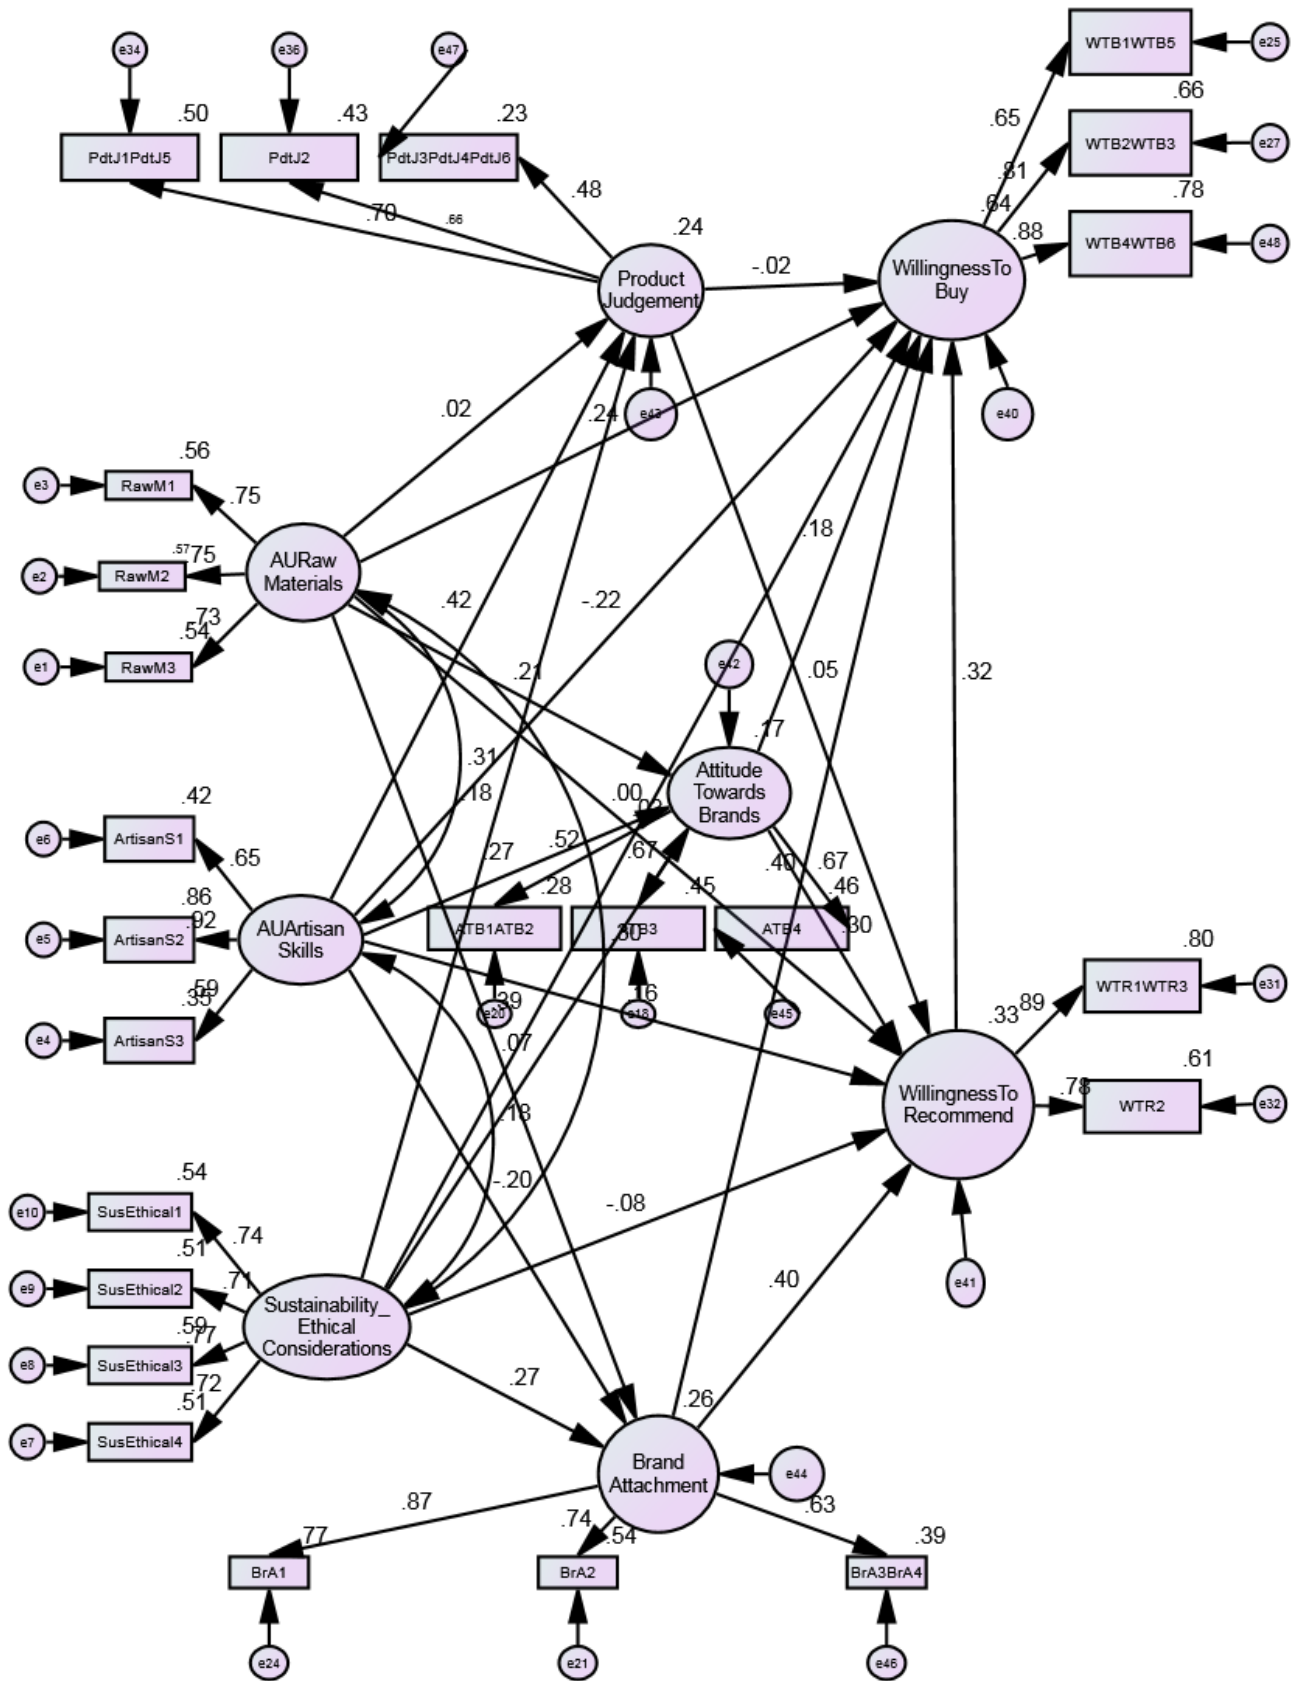 e34
e36
e47
WTB1WTB5
e25
.50
.43
.23
.66
.65
PdtJ1PdtJ5
PdtJ2
PdtJ3PdtJ4PdtJ6
WTB2WTB3
e27
.81
.78
.48
.64
.70
.66
.88
WTB4WTB6
e48
.24
Product
Judgement
-.02
WillingnessTo
Buy
.02
.24
e43
e40
.56
e3
RawM1
.75
.57
.75
e2
RawM2
AURaw
Materials
.18
.42
-.22
.73
.54
e1
RawM3
e42
.21
.05
.32
.17
.31
Attitude
Towards
Brands
.42
.18
.00
.02
e6
ArtisanS1
.65
.52
.27
.67
.40
.67
.28
.45
.46
.86
.92
e5
ArtisanS2
AUArtisan
Skills
ATB1ATB2
ATB4
.30
.30
.80
.59
.35
.39
.16
e20
e18
e45
WTR1WTR3
e31
.89
.33
e4
ArtisanS3
.07
.61
.18
WillingnessTo
Recommend
.78
WTR2
e32
.54
-.20
-.08
e10
SusEthical1
.74
.51
.71
e9
SusEthical2
e41
.40
Sustainability_
Ethical
Considerations
.59
.77
e8
SusEthical3
.72
.51
.27
.26
e7
SusEthical4
Brand
Attachment
e44
.87
.63
.74
.77
.54
.39
BrA1
BrA2
BrA3BrA4
e24
e21
e46